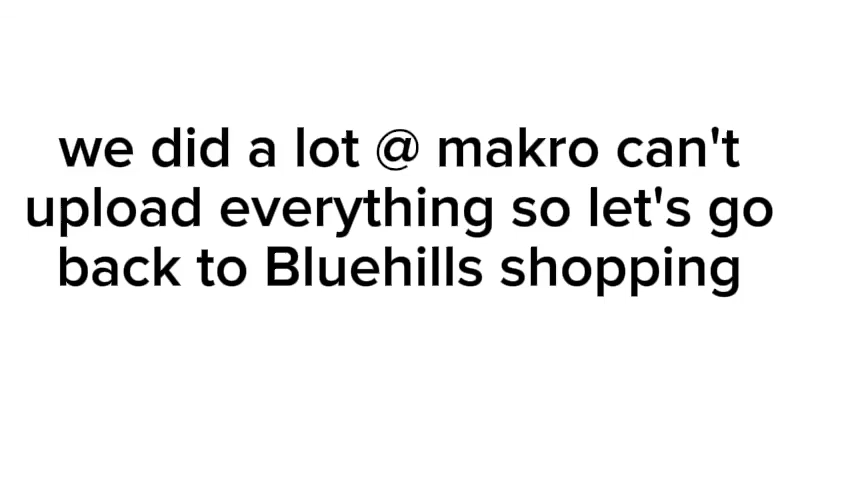 we did a lot @ makro can't
upload everything so let's go
back to Bluehills shopping